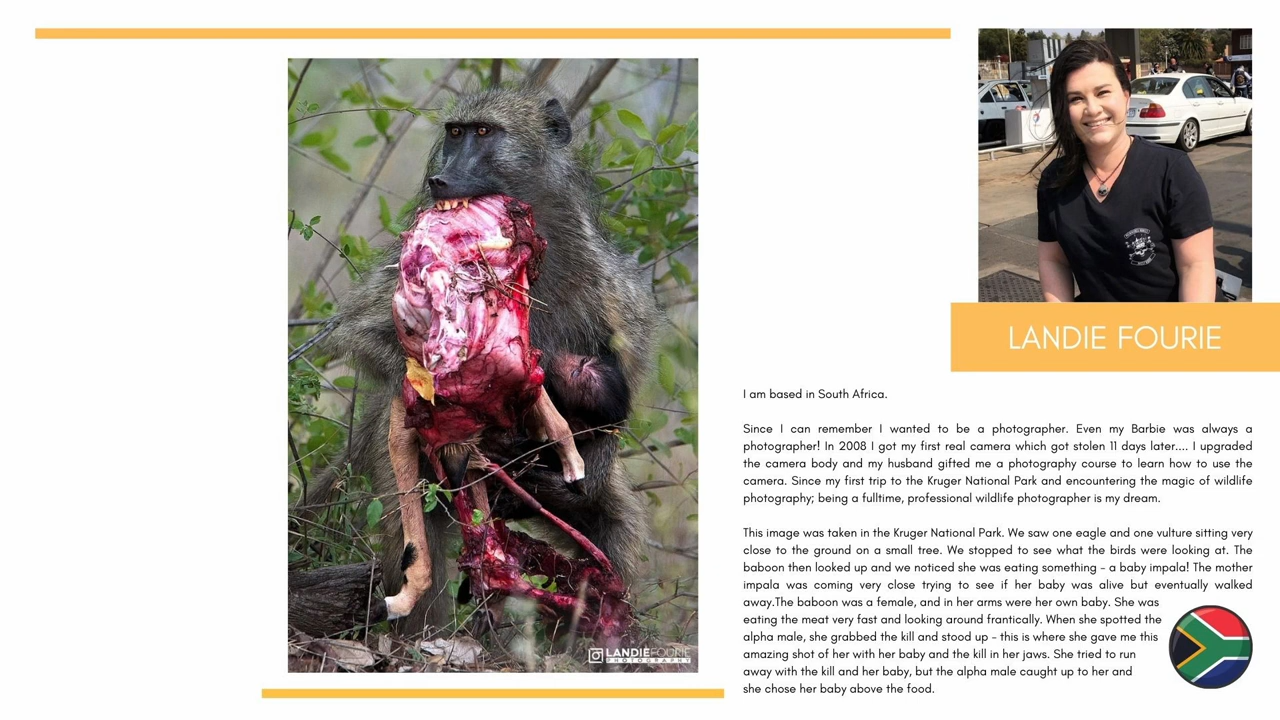 LANDIE FOURIE
I am based in South Africa.
Since I can remember I wanted to be a photographer. Even my Barbie was always a
photographer! In 2008 I got my first real camera which got stolen 11 days later.... I upgraded
the camera body and my husband gifted me a photography course to learn how to use the
camera. Since my first trip to the Kruger National Park and encountering the magic of wildlife
photography; being a fulltime, professional wildlife photographer is my dream.
This image was taken in the Kruger National Park. We saw one eagle and one vulture sitting very
close to the ground on a small tree. We stopped to see what the birds were looking at. The
baboon then looked up and we noticed she was eating something - a baby impala! The mother
impala was coming very close trying to see if her baby was alive but eventually walked
away.The baboon was a female, and in her arms were her own baby. She was
eating the meat very fast and looking around frantically. When she spotted the
alpha male, she grabbed the kill and stood up - this is where she gave me this
amazing shot of her with her baby and the kill in her jaws. She tried to run
away with the kill and her baby, but the alpha male caught up to her and
she chose her baby above the food.
LANDIEFOURIE
PHOTOGRAPHY